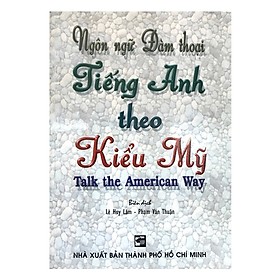 Ngôn ngữ Đàm thoại
Tiếng Anh
theo
Kiểu Mỹ
Talk the American Way
Biên dịch
Lê Huy Lâm - Phạm Văn Thuận
NHÀ XUẤT BẢN THÀNH PHỐ HỒ CHÍ MINH